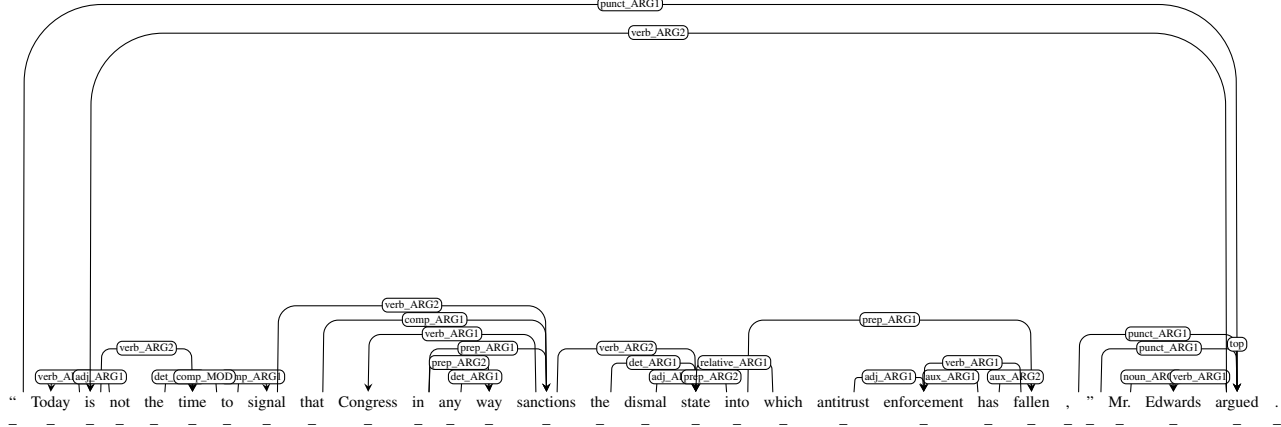 punct_ARG1
verb_ARG2
verb_ARG2
comp_ARG1
prep_ARG1
verb_ARG1
punct_ARG1
top
verb_ARG2
prep_ARG1
verb_ARG2
punct_ARG1
prep_ARG2
det_ARG1
relative_ARG1
verb_ARG1
adj_ARG1
comp_MOD
det_ARG1
prep_ARG2
adj_ARG1
aux_ARG1
aux_ARG2
verb_ARG1
“ Today is not the time to signal that Congress in any way sanctions the dismal state into which antitrust enforcement has fallen , ” Mr. Edwards argued .
_ _ _ _ _ _ _ _ _ _ _ _ _ _ _ _ _ _ _ _ _ _ _ _ _ _ _ _ _